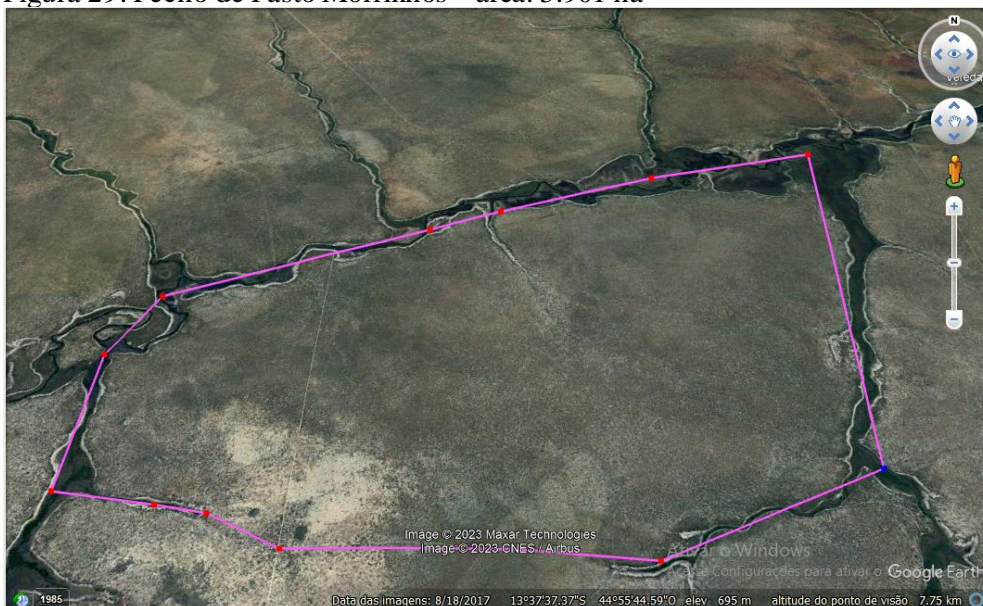 Figura 29: Fecho de Pasto Morrinhos – área: 3.961 ha
N
Vereda
Image © 2023 Maxar Technologies
Image © 2023 CNES / Airbus
Ativar o Windows
Acesse Configurações para ativar o
Google Earth
1985
Data das imagens: 8/18/2017 13°37'37.37"S 44°55'44.59"O elev 695 m altitude do ponto de visão 7.75 km